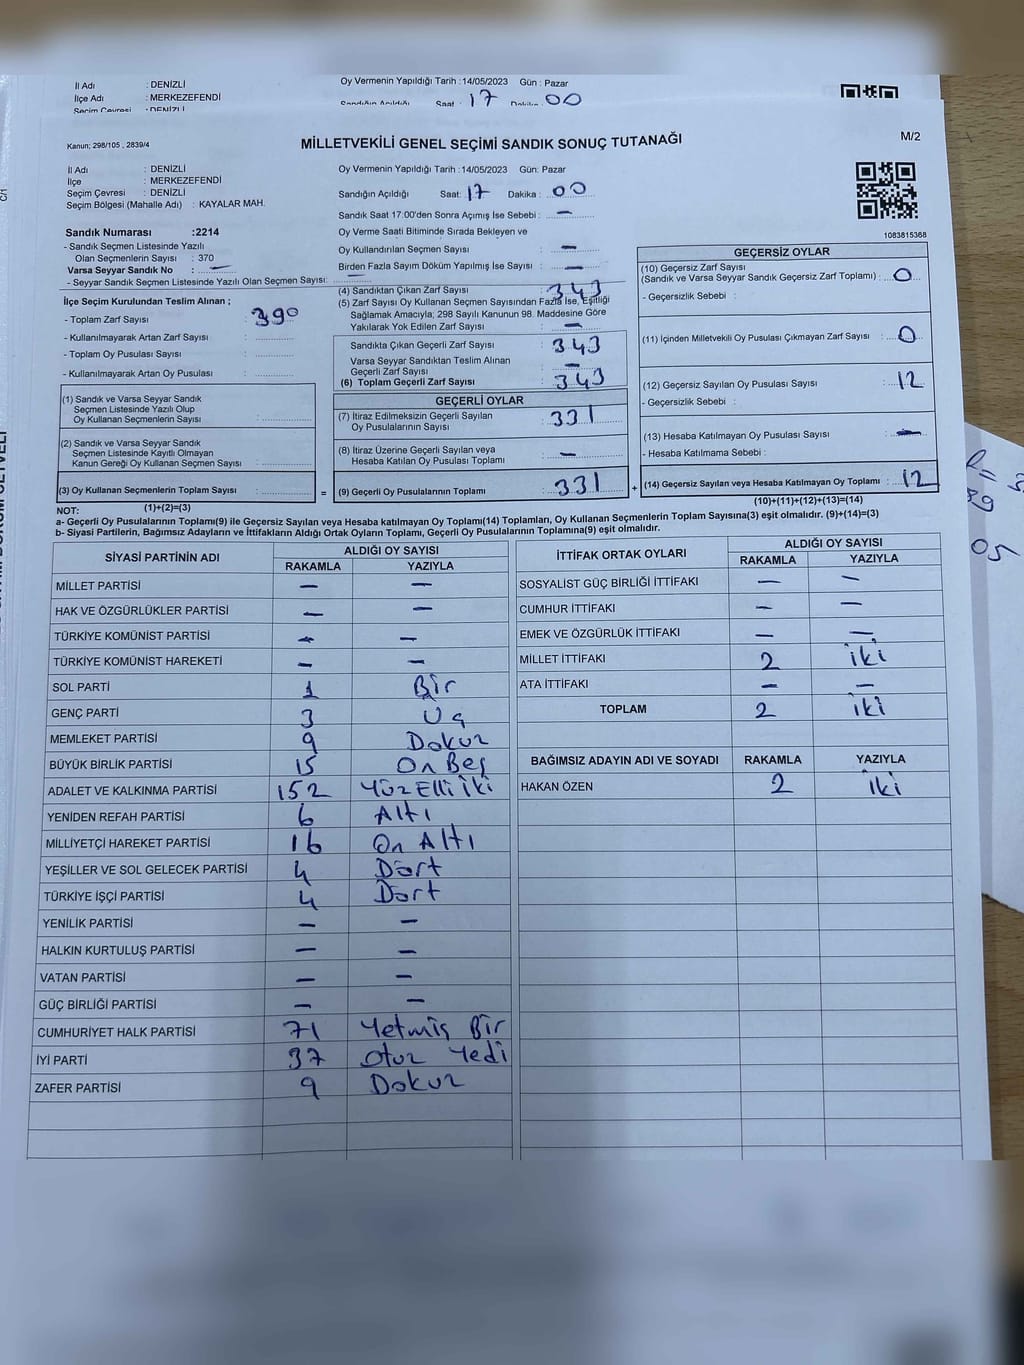 İl Adı : DENİZLİ
İlçe Adı : MERKEZEFENDİ
Seçim Çevresi : DENİZLİ
Oy Vermenin Yapıldığı Tarih : 14/05/2023 Gün : Pazar
Sandığın Açıldığı Saat : 17 Dakika : 00
Kanun; 298/105 , 2839/4
MİLLETVEKİLİ GENEL SEÇİMİ SANDIK SONUÇ TUTANAĞI
M/2
C/1
İl Adı : DENİZLİ
İlçe : MERKEZEFENDİ
Seçim Çevresi : DENİZLİ
Seçim Bölgesi (Mahalle Adı) : KAYALAR MAH.
Sandık Numarası :2214
- Sandık Seçmen Listesinde Yazılı
Olan Seçmenlerin Sayısı : 370
Varsa Seyyar Sandık No : —
- Seyyar Sandık Seçmen Listesinde Yazılı Olan Seçmen Sayısı: —
İlçe Seçim Kurulundan Teslim Alınan ;
- Toplam Zarf Sayısı : 390
- Kullanılmayarak Artan Zarf Sayısı :
- Toplam Oy Pusulası Sayısı :
- Kullanılmayarak Artan Oy Pusulası :
(1) Sandık ve Varsa Seyyar Sandık
Seçmen Listesinde Yazılı Olup
Oy Kullanan Seçmenlerin Sayısı :
(2) Sandık ve Varsa Seyyar Sandık
Seçmen Listesinde Kayıtlı Olmayan
Kanun Gereği Oy Kullanan Seçmen Sayısı :
(3) Oy Kullanan Seçmenlerin Toplam Sayısı :
(1)+(2)=(3)
Oy Vermenin Yapıldığı Tarih :14/05/2023 Gün: Pazar
Sandığın Açıldığı Saat: 17 Dakika : 00
Sandık Saat 17:00'den Sonra Açımış İse Sebebi : —
Oy Verme Saati Bitiminde Sırada Bekleyen ve
Oy Kullandırılan Seçmen Sayısı : —
Birden Fazla Sayım Döküm Yapılmış İse Sayısı : —
(4) Sandıktan Çıkan Zarf Sayısı : 343
(5) Zarf Sayısı Oy Kullanan Seçmen Sayısından Fazla İse, Eşitliği
Sağlamak Amacıyla; 298 Sayılı Kanunun 98. Maddesine Göre
Yakılarak Yok Edilen Zarf Sayısı : —
Sandıkta Çıkan Geçerli Zarf Sayısı : 343
Varsa Seyyar Sandıktan Teslim Alınan
Geçerli Zarf Sayısı : —
(6) Toplam Geçerli Zarf Sayısı : 343
GEÇERLİ OYLAR
(7) İtiraz Edilmeksizin Geçerli Sayılan
Oy Pusulalarının Sayısı : 331
(8) İtiraz Üzerine Geçerli Sayılan veya
Hesaba Katılan Oy Pusulası Toplamı : —
= (9) Geçerli Oy Pusulalarının Toplamı : 331 +
1083815368
GEÇERSİZ OYLAR
(10) Geçersiz Zarf Sayısı
(Sandık ve Varsa Seyyar Sandık Geçersiz Zarf Toplamı) : 0
- Geçersizlik Sebebi :
(11) İçinden Milletvekili Oy Pusulası Çıkmayan Zarf Sayısı : 0
(12) Geçersiz Sayılan Oy Pusulası Sayısı : 12
- Geçersizlik Sebebi :
(13) Hesaba Katılmayan Oy Pusulası Sayısı : —
- Hesaba Katılmama Sebebi :
(14) Geçersiz Sayılan veya Hesaba Katılmayan Oy Toplamı : 12
(10)+(11)+(12)+(13)=(14)
NOT:
a- Geçerli Oy Pusulalarının Toplamı(9) ile Geçersiz Sayılan veya Hesaba katılmayan Oy Toplamı(14) Toplamları, Oy Kullanan Seçmenlerin Toplam Sayısına(3) eşit olmalıdır. (9)+(14)=(3)
b- Siyasi Partilerin, Bağımsız Adayların ve İttifakların Aldığı Ortak Oyların Toplamı, Geçerli Oy Pusulalarının Toplamına(9) eşit olmalıdır.
SİYASİ PARTİNİN ADI ALDIĞI OY SAYISI
RAKAMLA YAZIYLA
MİLLET PARTİSİ — —
HAK VE ÖZGÜRLÜKLER PARTİSİ — —
TÜRKİYE KOMÜNİST PARTİSİ — —
TÜRKİYE KOMÜNİST HAREKETİ — —
SOL PARTİ 1 Bir
GENÇ PARTİ 3 Üç
MEMLEKET PARTİSİ 9 Dokuz
BÜYÜK BİRLİK PARTİSİ 15 On Beş
ADALET VE KALKINMA PARTİSİ 152 Yüz Elli İki
YENİDEN REFAH PARTİSİ 6 Altı
MİLLİYETÇİ HAREKET PARTİSİ 16 On Altı
YEŞİLLER VE SOL GELECEK PARTİSİ 4 Dört
TÜRKİYE İŞÇİ PARTİSİ 4 Dört
YENİLİK PARTİSİ — —
HALKIN KURTULUŞ PARTİSİ — —
VATAN PARTİSİ — —
GÜÇ BİRLİĞİ PARTİSİ — —
CUMHURİYET HALK PARTİSİ 71 Yetmiş Bir
İYİ PARTİ 37 Otuz Yedi
ZAFER PARTİSİ 9 Dokuz
İTTİFAK ORTAK OYLARI ALDIĞI OY SAYISI
RAKAMLA YAZIYLA
SOSYALİST GÜÇ BİRLİĞİ İTTİFAKI — —
CUMHUR İTTİFAKI — —
EMEK VE ÖZGÜRLÜK İTTİFAKI — —
MİLLET İTTİFAKI 2 iki
ATA İTTİFAKI — —
TOPLAM 2 iki
BAĞIMSIZ ADAYIN ADI VE SOYADI RAKAMLA YAZIYLA
HAKAN ÖZEN 2 iki
39
05